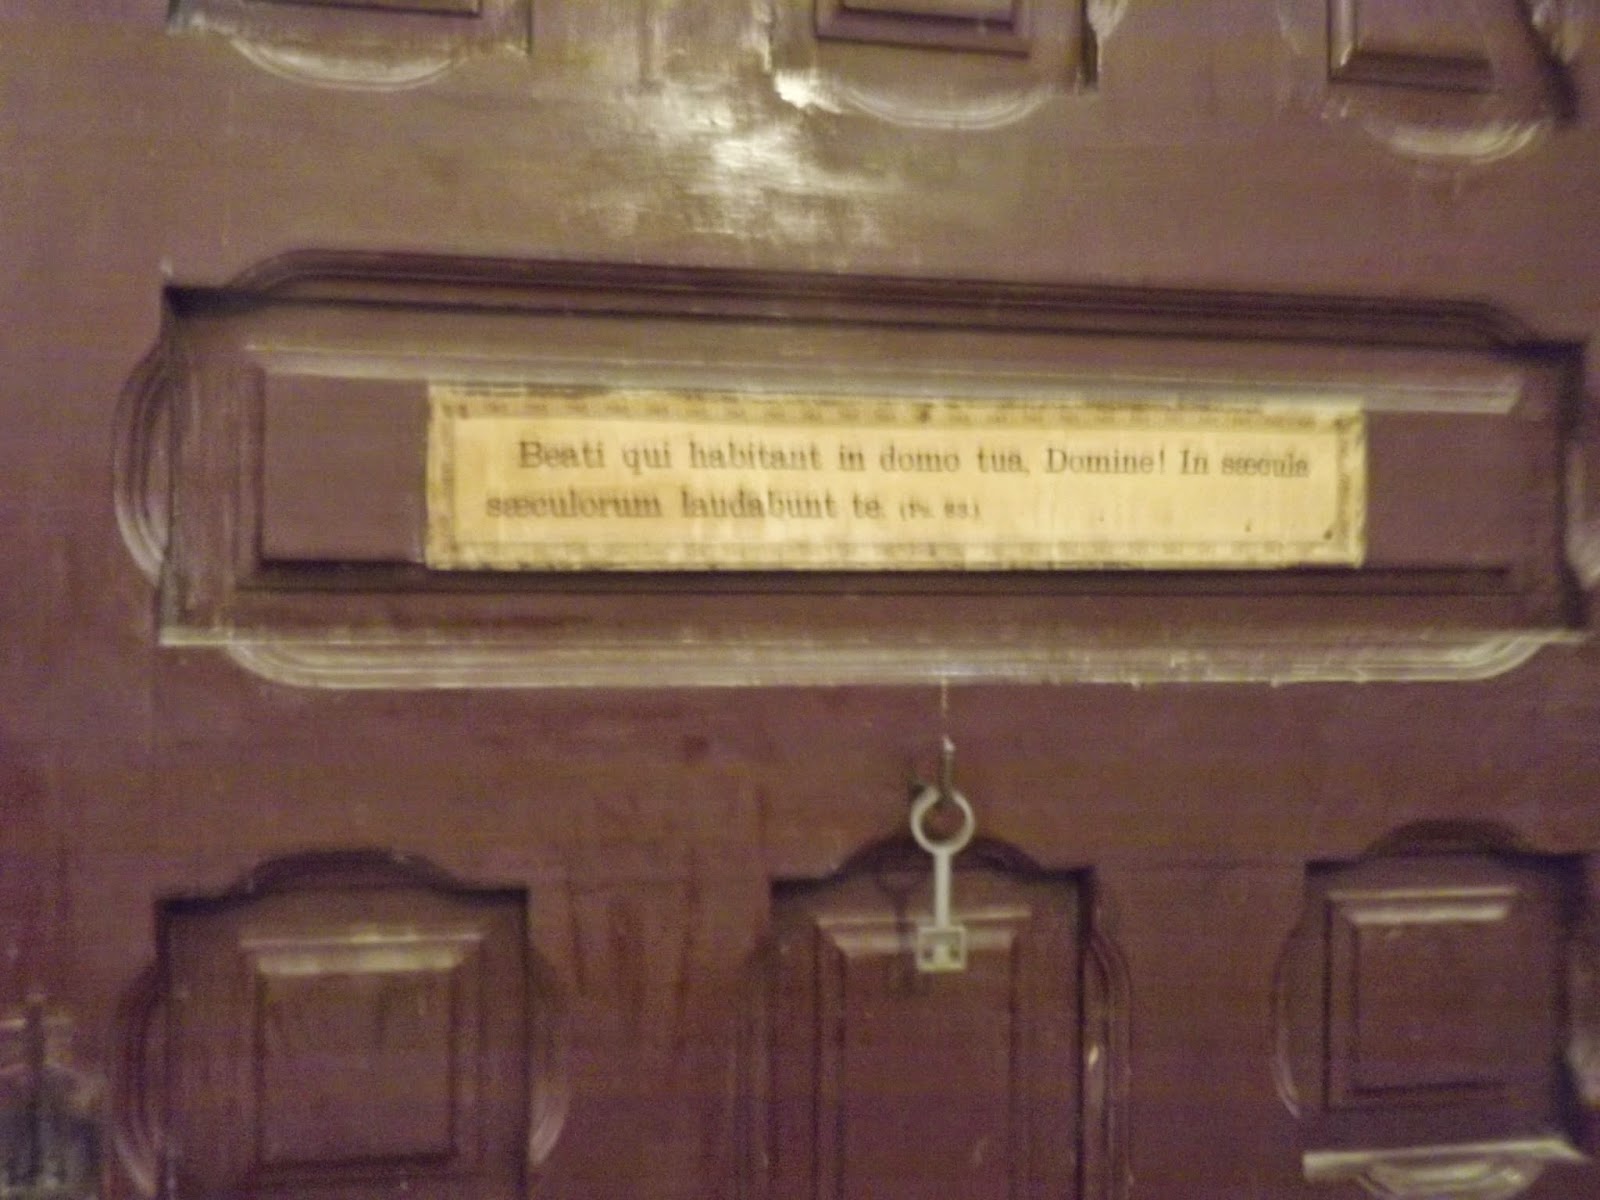 Beati qui habitant in domo tua, Domine! In sæcula
sæculorum laudabunt te. (Ps. 83.)